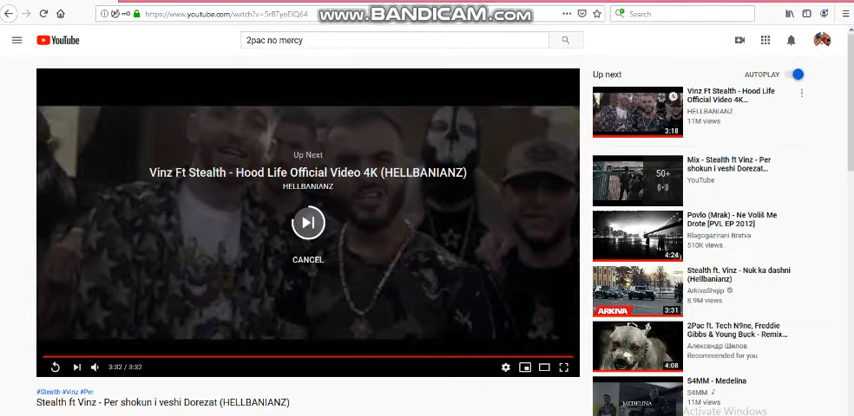 https://www.youtube.com/watch?v=5rBTyoEIQ64
www.BANDICAM.com
Search
YouTube
2pac no mercy
Up Next
Vinz Ft Stealth - Hood Life Official Video 4K (HELLBANIANZ)
HELLBANIANZ
CANCEL
3:32 / 3:32
#Stealth #Vinz #Per
Stealth ft Vinz - Per shokun i veshi Dorezat (HELLBANIANZ)
Up next
AUTOPLAY
Vinz Ft Stealth - Hood Life
Official Video 4K...
HELLBANIANZ
11M views
3:18
Mix - Stealth ft Vinz - Per
shokun i veshi Dorezat...
YouTube
50+
Povlo (Mrak) - Ne Voliš Me
Drote [PVL EP 2012]
Blagozagirani Bratva
510K views
4:24
Stealth ft. Vinz - Nuk ka dashni
(Hellbanianz)
ArkivaShqip
8.9M views
ARKIVA
3:31
2Pac ft. Tech N9ne, Freddie
Gibbs & Young Buck - Remix...
Александр Шилов
Recommended for you
4:08
S4MM - Medelina
S4MM
11M views
MEDELINA
Activate Windows